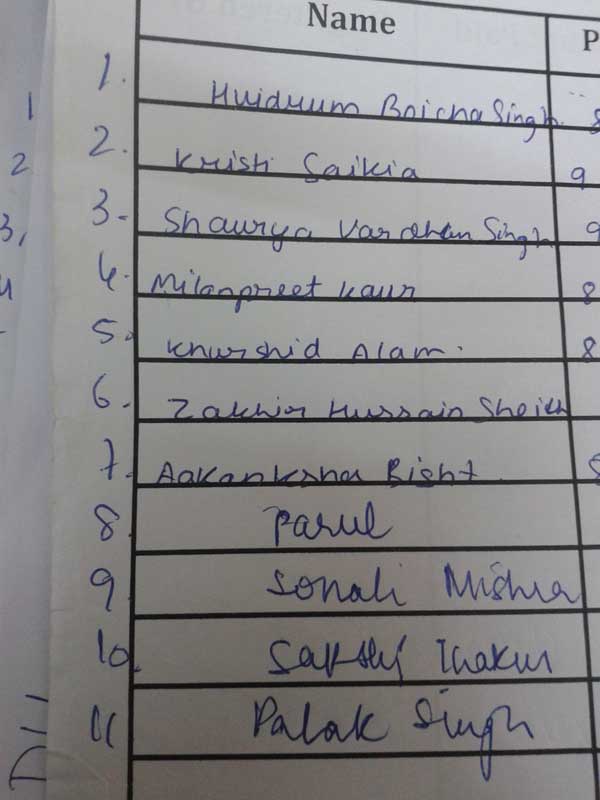 Name P
1. Huidrum Boicha Singh 8
2. Kristi Saikia 9
3. Shaurya Vardhan Singh 9
4. Milanpreet Kaur 8
5. Khurshid Alam. 8
6. Zakhir Hussain Sheikh
7. Aakanksha Bisht
8. Parul
9. Sonali Mishra
10. Sakshi Thakur
11 Palak Singh
1
2
3,